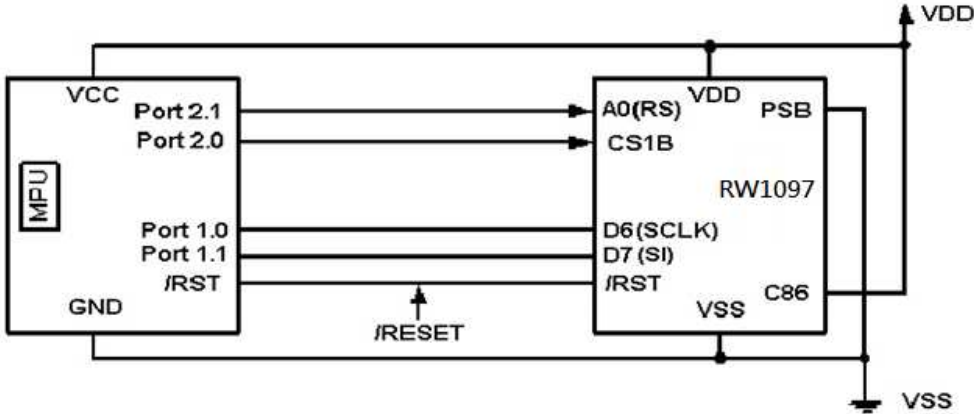 VDD
VCC
Port 2.1
Port 2.0
MPU
Port 1.0
Port 1.1
/RST
GND
/RESET
VDD
A0(RS)
PSB
CS1B
RW1097
D6(SCLK)
D7(SI)
/RST
C86
VSS
VSS